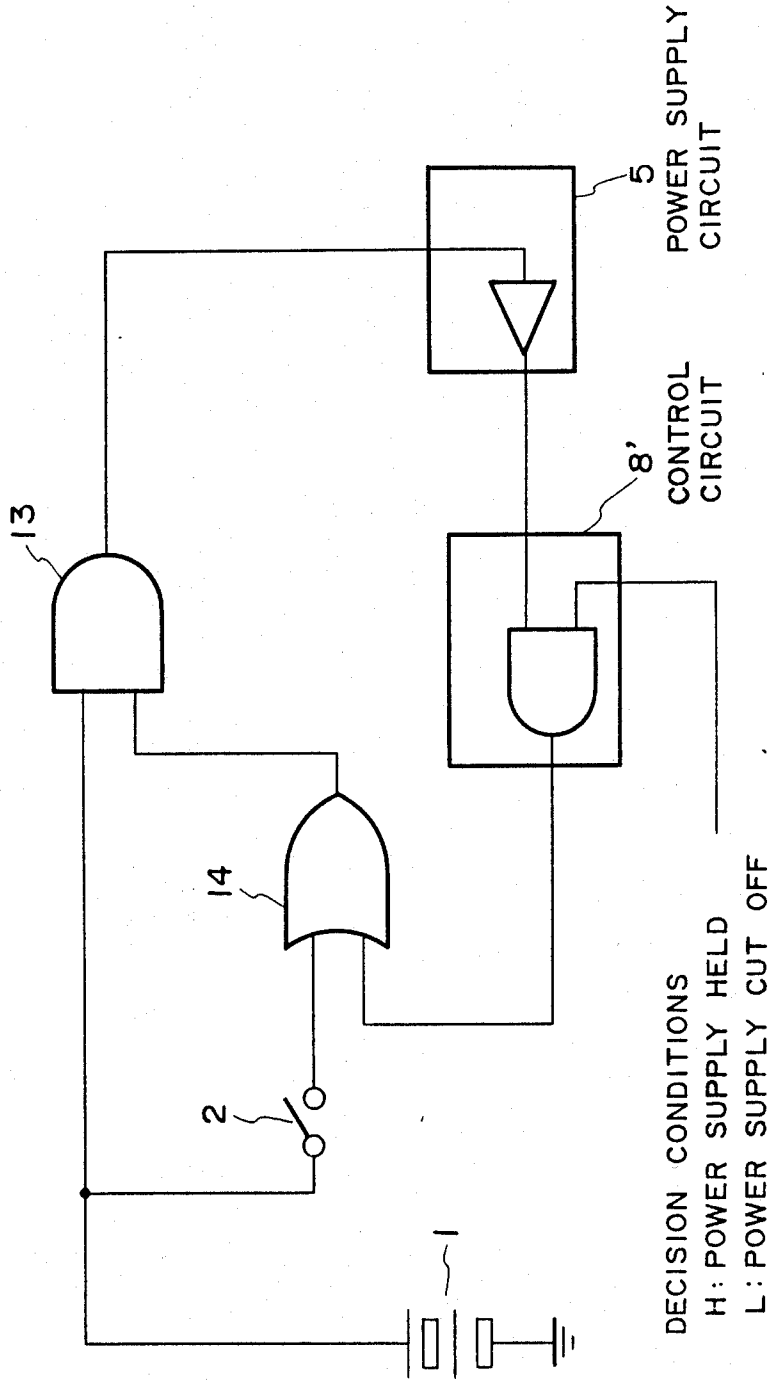 13
14
2
1
5
POWER SUPPLY
CIRCUIT
8'
CONTROL
CIRCUIT
DECISION CONDITIONS
H: POWER SUPPLY HELD
L: POWER SUPPLY CUT OFF